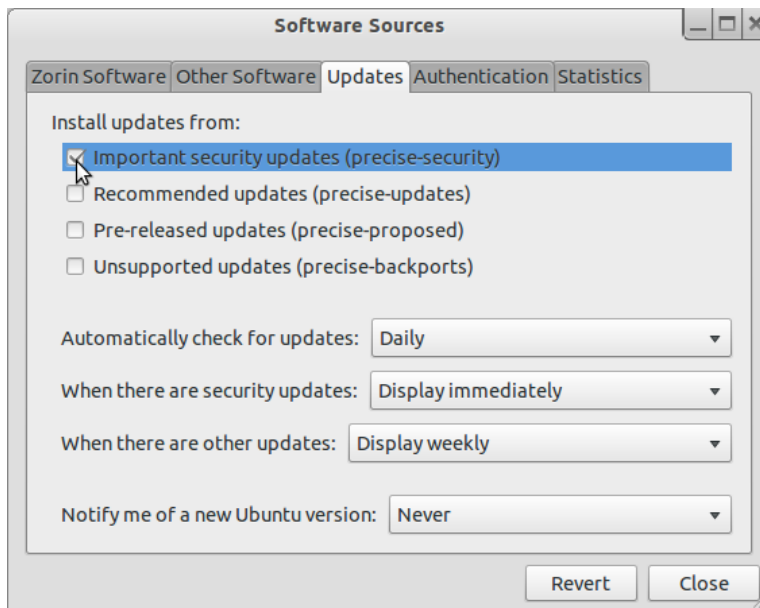 Software Sources
Zorin Software Other Software Updates Authentication Statistics
Install updates from:
Important security updates (precise-security)
Recommended updates (precise-updates)
Pre-released updates (precise-proposed)
Unsupported updates (precise-backports)
Automatically check for updates: Daily
When there are security updates: Display immediately
When there are other updates: Display weekly
Notify me of a new Ubuntu version: Never
Revert Close